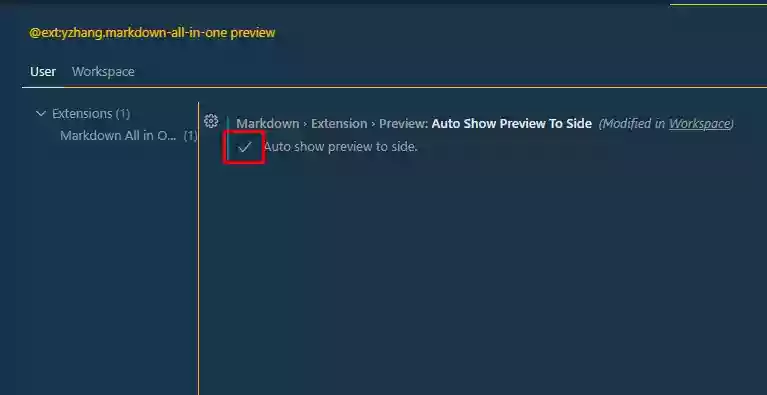 @ext:yzhang.markdown-all-in-one preview
User Workspace
Extensions (1)
Markdown All in O... (1)
Markdown › Extension › Preview: Auto Show Preview To Side (Modified in Workspace)
Auto show preview to side.